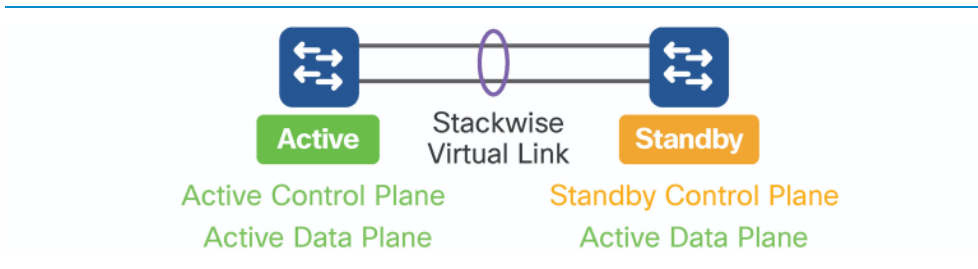 Active
Stackwise
Virtual Link
Standby
Active Control Plane
Standby Control Plane
Active Data Plane
Active Data Plane